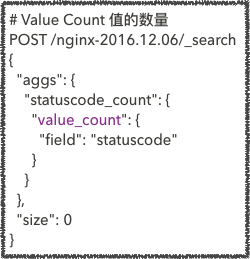 # Value Count 值的数量
POST /nginx-2016.12.06/_search
{
  "aggs": {
    "statuscode_count": {
      "value_count": {
        "field": "statuscode"
      }
    }
  },
  "size": 0
}